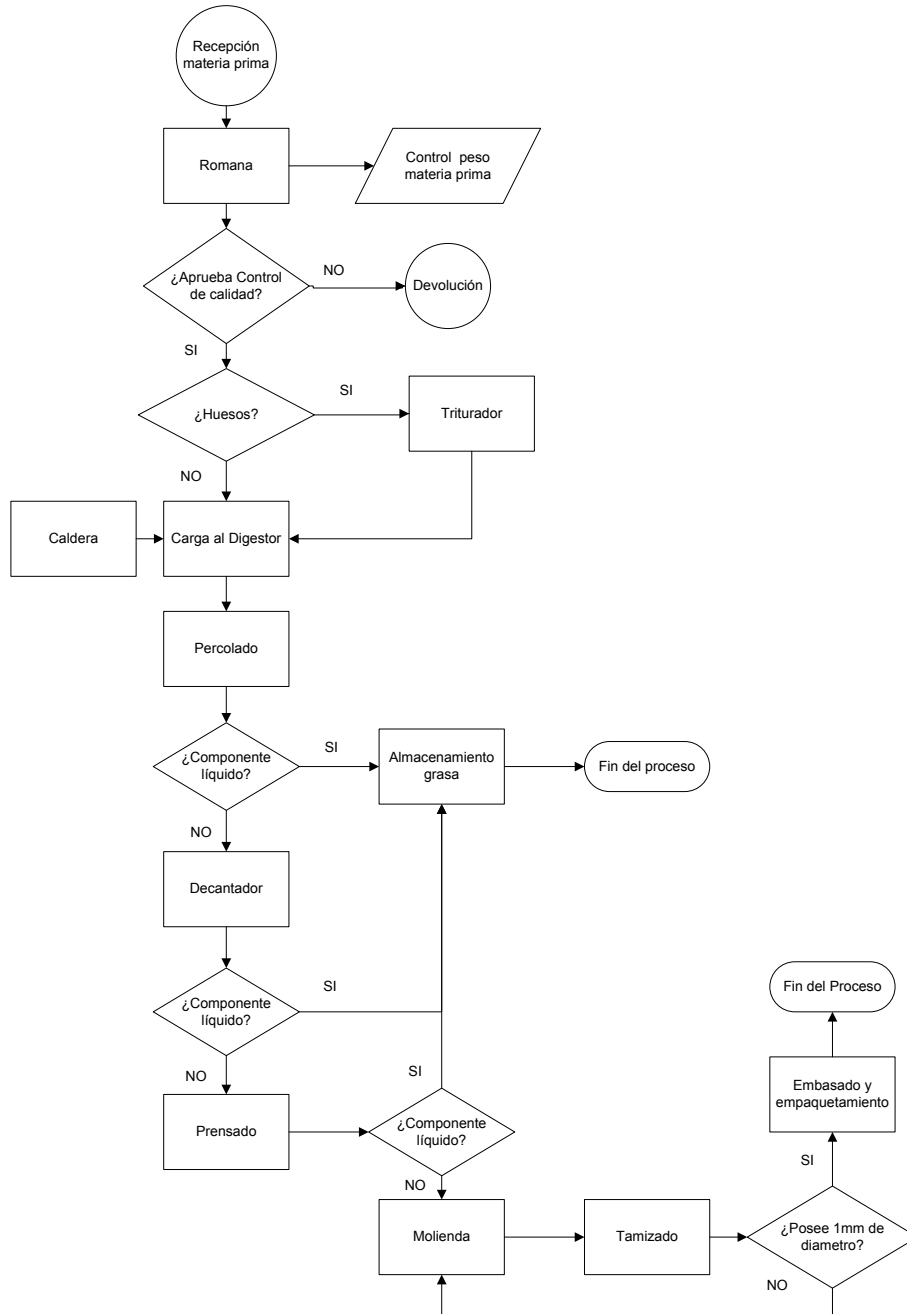 Recepción
materia prima
Romana
Control peso
materia prima
¿Aprueba Control
de calidad?
NO
Devolución
SI
¿Huesos?
SI
Triturador
NO
Caldera
Carga al Digestor
Percolado
¿Componente
líquido?
SI
Almacenamiento
grasa
Fin del proceso
NO
Decantador
¿Componente
líquido?
SI
NO
Prensado
SI
¿Componente
líquido?
NO
Molienda
Tamizado
¿Posee 1mm de
diametro?
NO
SI
Embasado y
empaquetamiento
Fin del Proceso